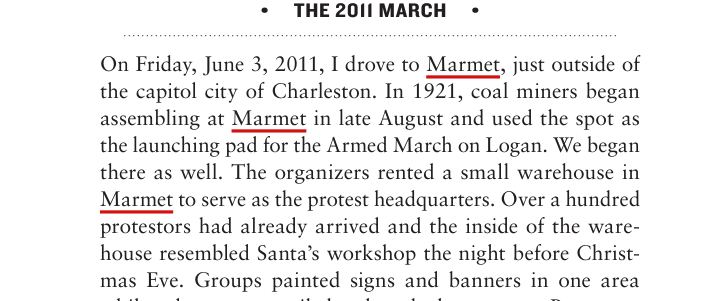 • THE 2011 MARCH •
On Friday, June 3, 2011, I drove to Marmet, just outside of
the capitol city of Charleston. In 1921, coal miners began
assembling at Marmet in late August and used the spot as
the launching pad for the Armed March on Logan. We began
there as well. The organizers rented a small warehouse in
Marmet to serve as the protest headquarters. Over a hundred
protestors had already arrived and the inside of the ware-
house resembled Santa’s workshop the night before Christ-
mas Eve. Groups painted signs and banners in one area